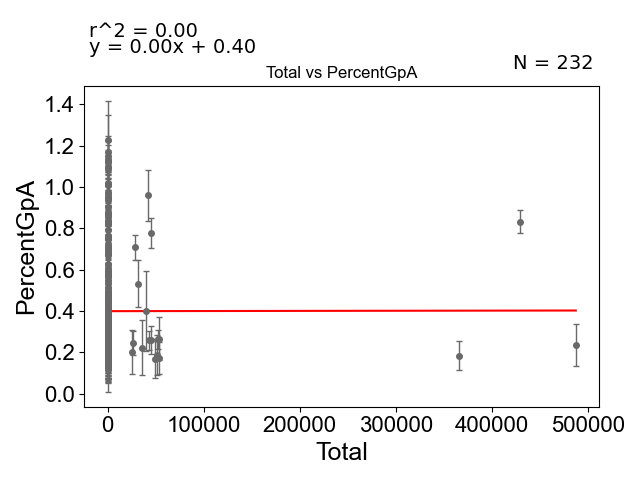 r^2 = 0.00
y = 0.00x + 0.40
N = 232
Total vs PercentGpA
PercentGpA
1.4
1.2
1.0
0.8
0.6
0.4
0.2
0.0
0 100000 200000 300000 400000 500000
Total